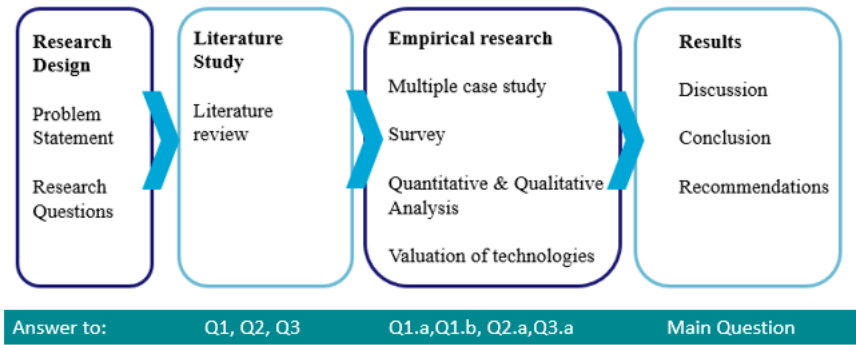 Research
Design
Problem
Statement
Research
Questions
Literature
Study
Literature
review
Empirical research
Multiple case study
Survey
Quantitative & Qualitative
Analysis
Valuation of technologies
Results
Discussion
Conclusion
Recommendations
Answer to:
Q1, Q2, Q3
Q1.a,Q1.b, Q2.a,Q3.a
Main Question